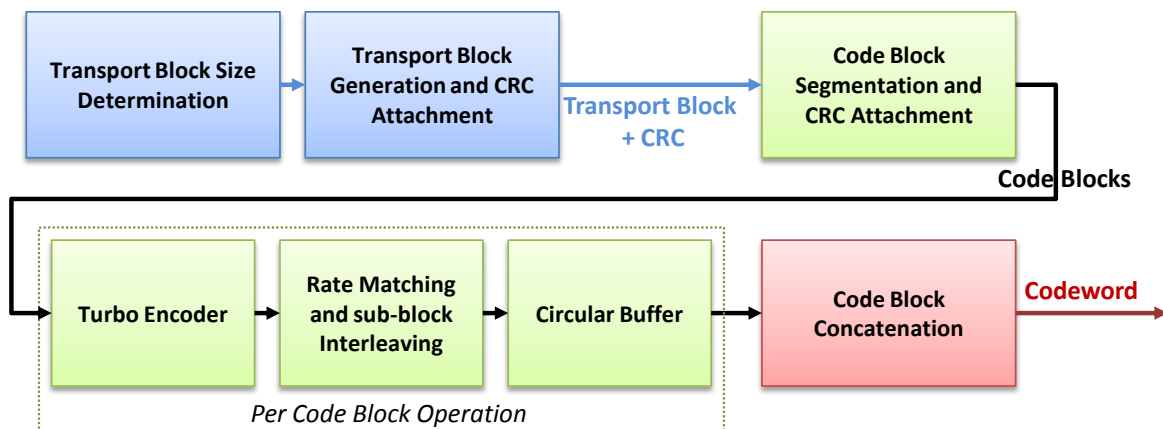 Transport Block Size
Determination
Transport Block
Generation and CRC
Attachment
Transport Block
+ CRC
Code Block
Segmentation and
CRC Attachment
Code Blocks
Turbo Encoder
Rate Matching
and sub-block
Interleaving
Circular Buffer
Code Block
Concatenation
Codeword
Per Code Block Operation